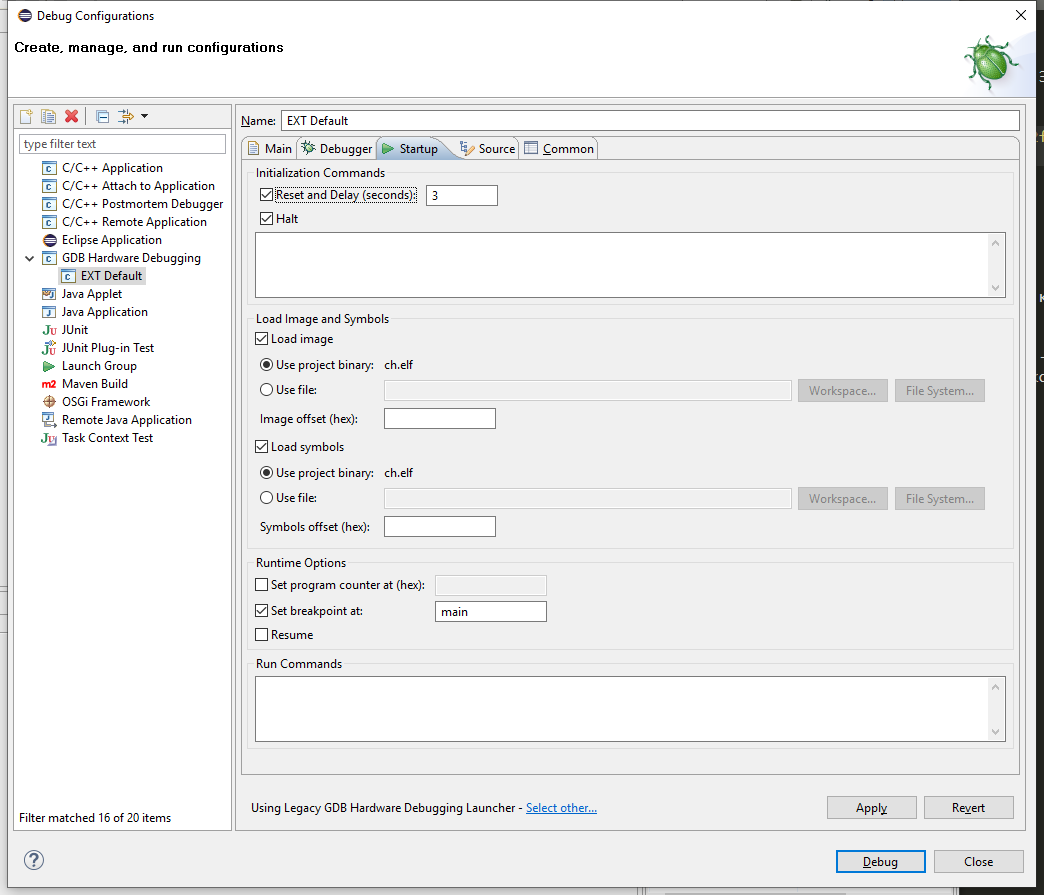 Debug Configurations
Create, manage, and run configurations
type filter text
C/C++ Application
C/C++ Attach to Application
C/C++ Postmortem Debugger
C/C++ Remote Application
Eclipse Application
GDB Hardware Debugging
EXT Default
Java Applet
Java Application
JUnit
JUnit Plug-in Test
Launch Group
Maven Build
OSGi Framework
Remote Java Application
Task Context Test
Filter matched 16 of 20 items
Name: EXT Default
Main Debugger Startup Source Common
Initialization Commands
Reset and Delay (seconds): 3
Halt
Load Image and Symbols
Load image
Use project binary: ch.elf
Use file: Workspace... File System...
Image offset (hex):
Load symbols
Use project binary: ch.elf
Use file: Workspace... File System...
Symbols offset (hex):
Runtime Options
Set program counter at (hex):
Set breakpoint at: main
Resume
Run Commands
Using Legacy GDB Hardware Debugging Launcher - Select other...
Apply Revert
Debug Close